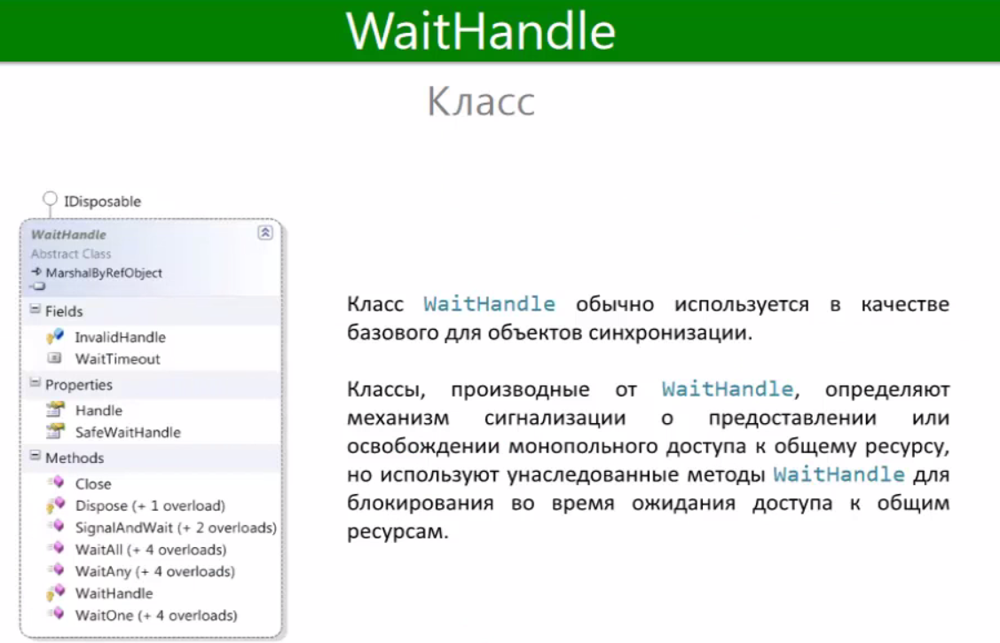 WaitHandle
Класс
IDisposable
WaitHandle
Abstract Class
MarshalByRefObject
Fields
InvalidHandle
WaitTimeout
Properties
Handle
SafeWaitHandle
Methods
Close
Dispose (+ 1 overload)
SignalAndWait (+ 2 overloads)
WaitAll (+ 4 overloads)
WaitAny (+ 4 overloads)
WaitHandle
WaitOne (+ 4 overloads)
Класс WaitHandle обычно используется в качестве
базового для объектов синхронизации.
Классы, производные от WaitHandle, определяют
механизм сигнализации о предоставлении или
освобождении монопольного доступа к общему ресурсу,
но используют унаследованные методы WaitHandle для
блокирования во время ожидания доступа к общим
ресурсам.